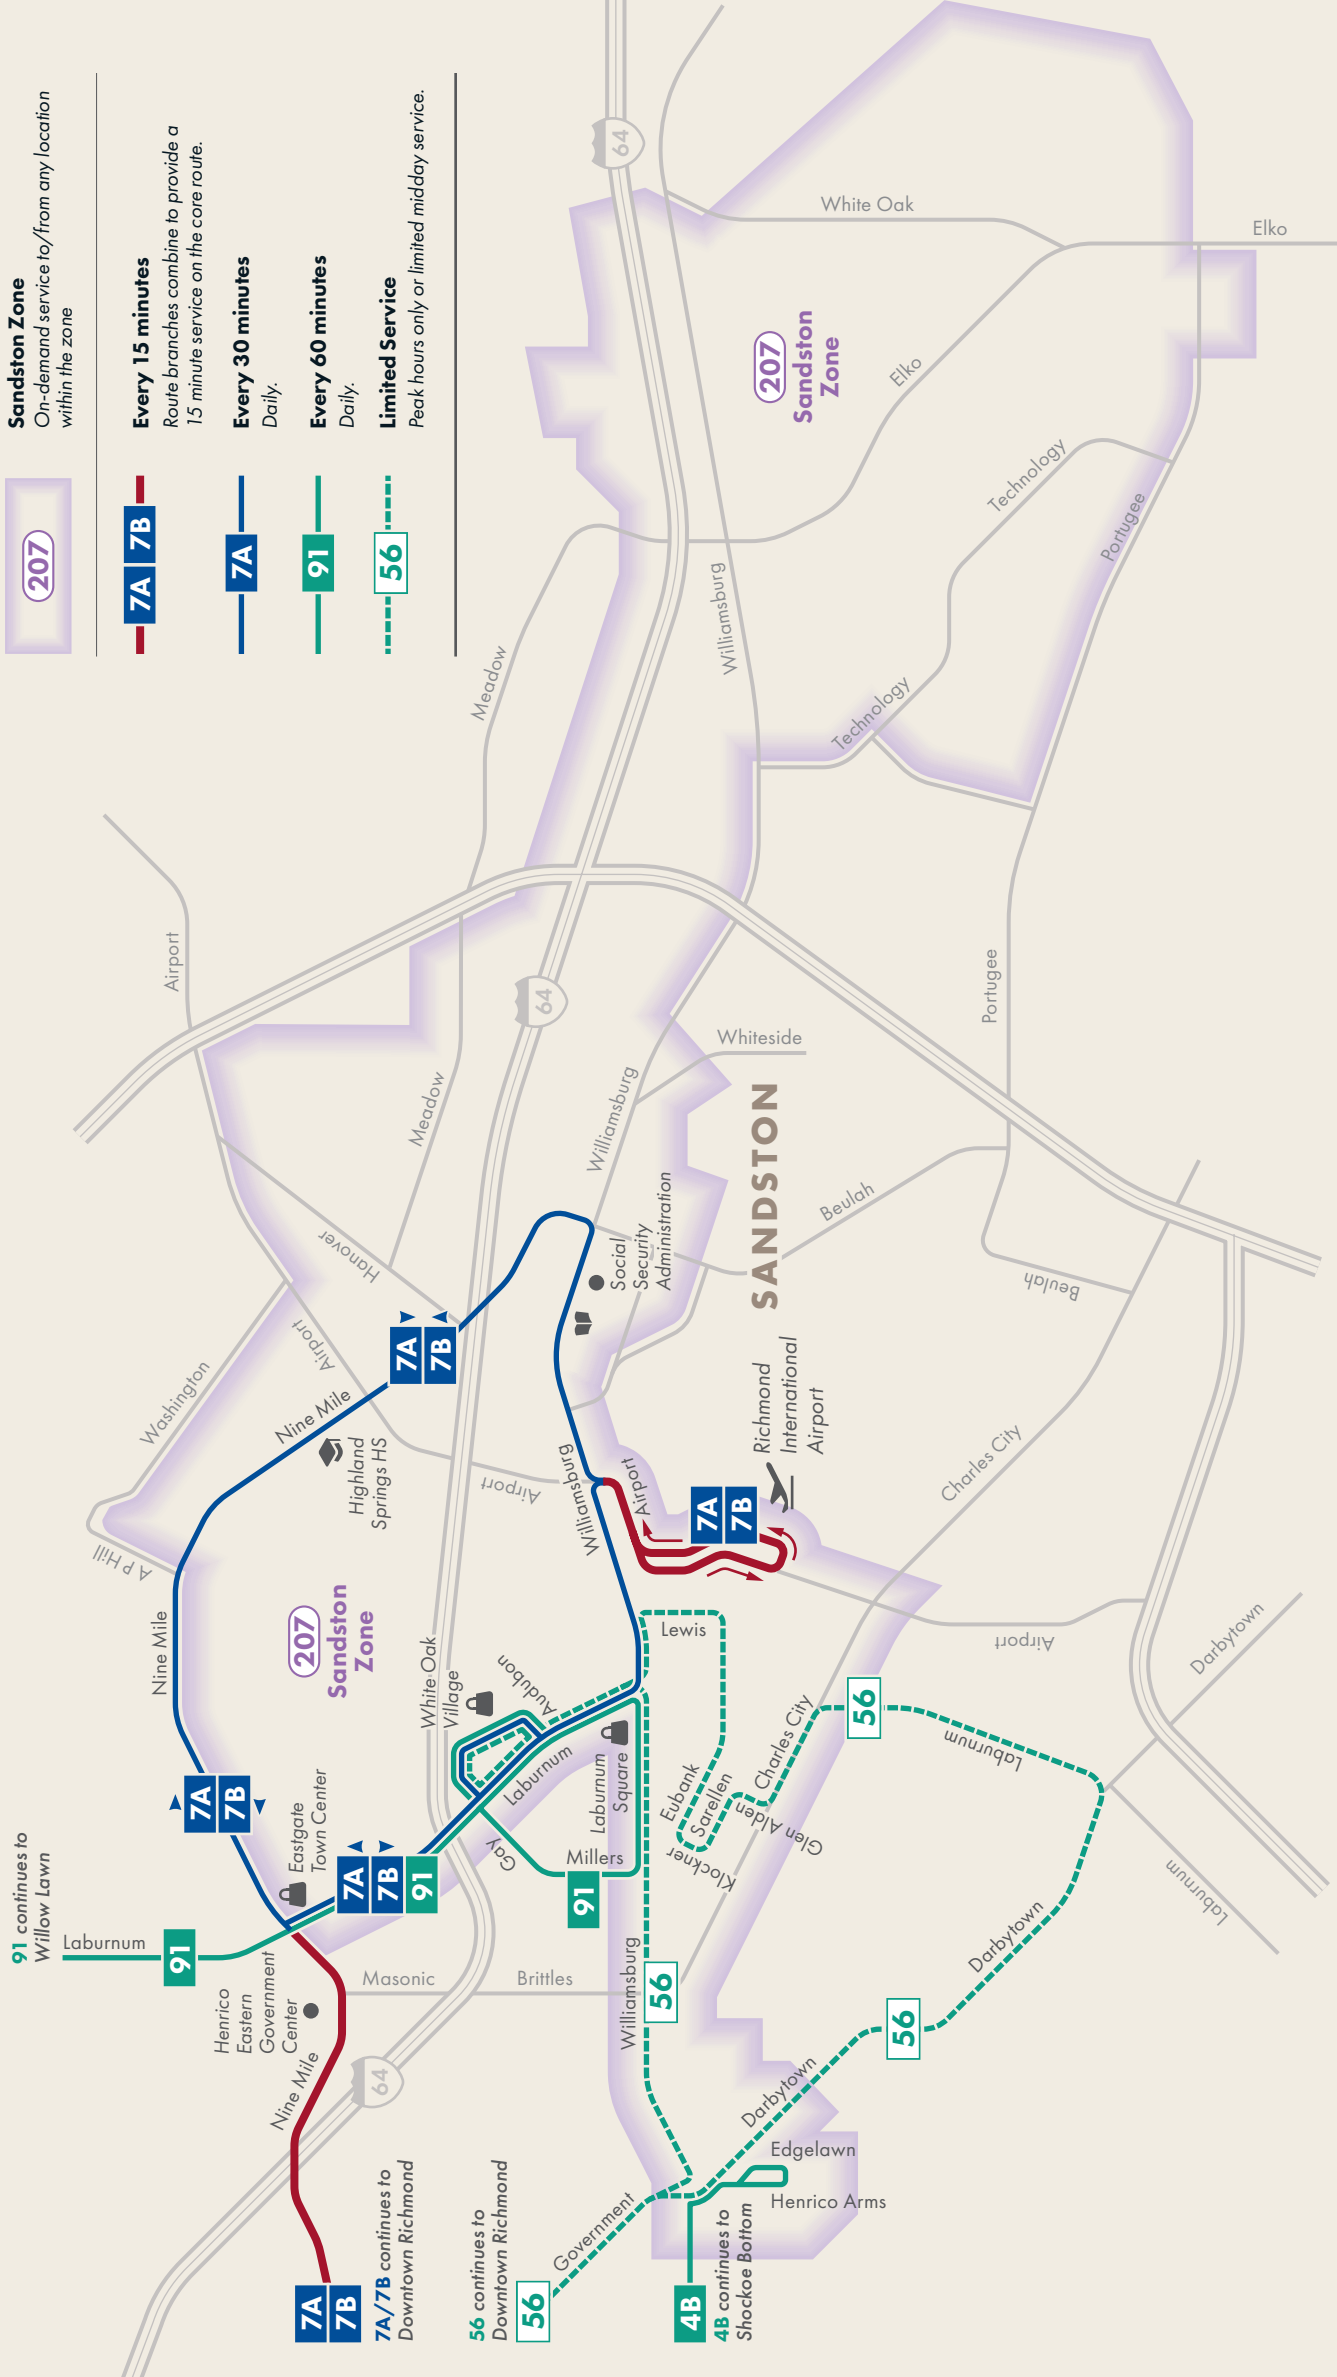 207
Sandston Zone
On-demand service to/from any location
within the zone
7A
7B
Every 15 minutes
Route branches combine to provide a
15 minute service on the core route.
7A
Every 30 minutes
Daily.
91
Every 60 minutes
Daily.
56
Limited Service
Peak hours only or limited midday service.
91 continues to
Willow Lawn
Laburnum
91
Henrico
Eastern
Government
Center
Nine Mile
64
7A
7B
7A/7B continues to
Downtown Richmond
56 continues to
Downtown Richmond
56
Government
4B
4B continues to
Shockoe Bottom
Henrico Arms
Edgelawn
Darbytown
56
Darbytown
Masonic
Brittles
Williamsburg
56
Eastgate
Town Center
7A
7B
91
7A
7B
Nine Mile
A P Hill
Washington
207
Sandston
Zone
White Oak
Village
Audubon
Laburnum
Gay
Millers
91
Laburnum
Square
Lewis
Eubank
Sarellen
Klockner
Glen Alden
Charles City
56
Laburnum
Laburnum
Darbytown
Airport
Charles City
Nine Mile
Highland
Springs HS
Airport
Airport
Hanover
7A
7B
Williamsburg
Airport
7A
7B
Richmond
International
Airport
Social
Security
Administration
SANDSTON
Beulah
Beulah
Williamsburg
Whiteside
Meadow
Airport
64
Portugee
Meadow
Williamsburg
Technology
Technology
Portugee
207
Sandston
Zone
Elko
White Oak
Elko
64